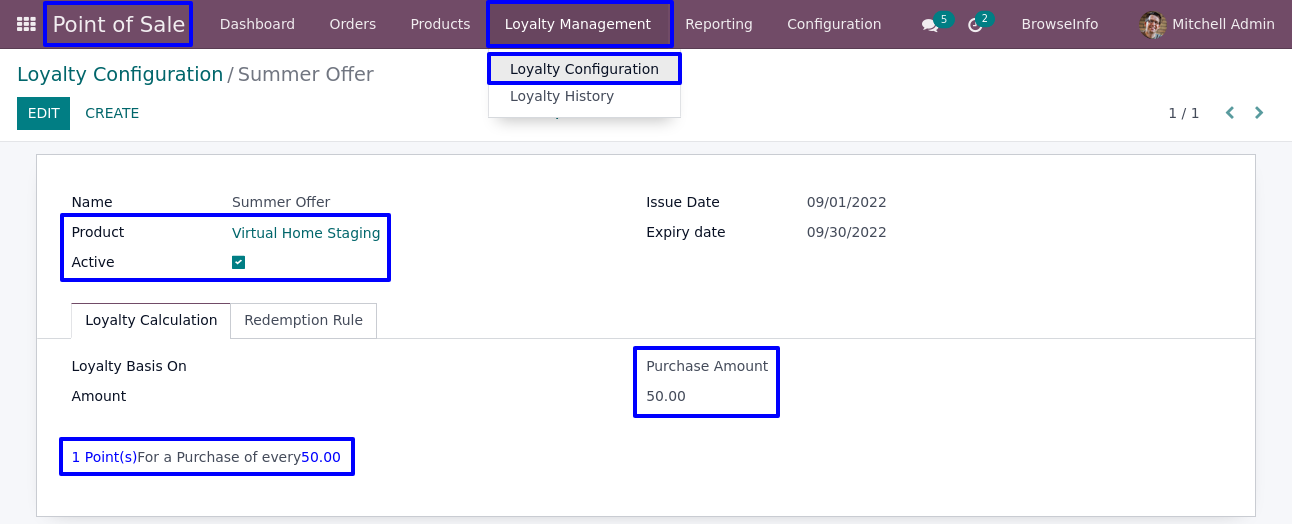 Point of Sale Dashboard Orders Products Loyalty Management Reporting Configuration 5 2 BrowseInfo Mitchell Admin
Loyalty Configuration / Summer Offer
Loyalty Configuration
Loyalty History
EDIT CREATE 1 / 1
Name Summer Offer Issue Date 09/01/2022
Product Virtual Home Staging Expiry date 09/30/2022
Active
Loyalty Calculation Redemption Rule
Loyalty Basis On Purchase Amount
Amount 50.00
1 Point(s)For a Purchase of every50.00